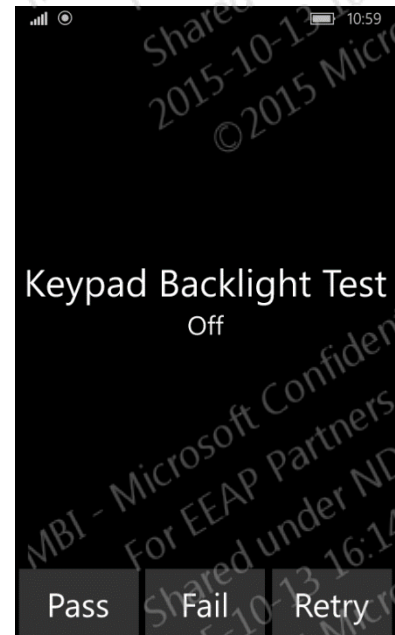 10:59
Shared
2015-10-13 1
©2015 Micr
Keypad Backlight Test
Off
MBI - Microsoft Confiden
For EEAP Partners
Shared under ND
-10-13 16:14
Pass
Fail
Retry